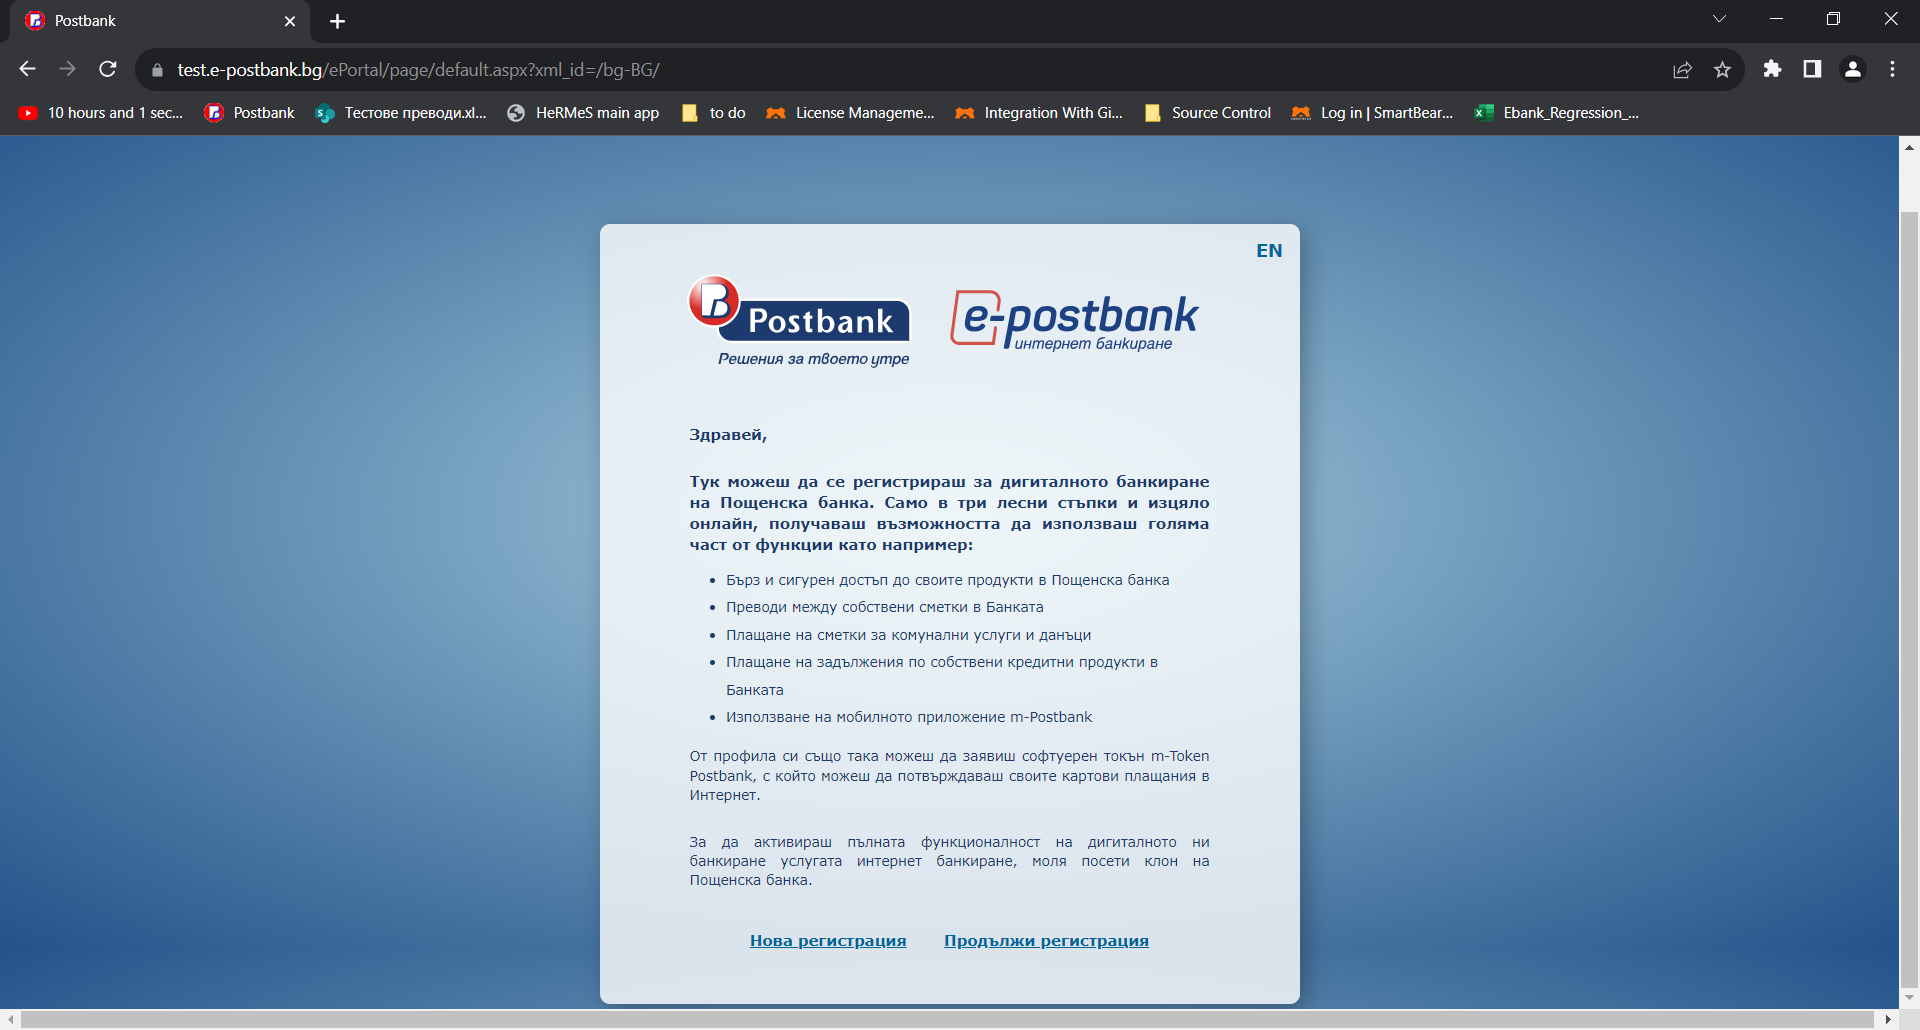 Postbank
test.e-postbank.bg/ePortal/page/default.aspx?xml_id=/bg-BG/
10 hours and 1 sec... Postbank Тестове преводи.xl... HeRMeS main app to do License Manageme... Integration With Gi... Source Control Log in | SmartBear... Ebank_Regression_...
EN
Postbank
Решения за твоето утре
e-postbank
интернет банкиране
Здравей,
Тук можеш да се регистрираш за дигиталното банкиране
на Пощенска банка. Само в три лесни стъпки и изцяло
онлайн, получаваш възможността да използваш голяма
част от функции като например:
• Бърз и сигурен достъп до своите продукти в Пощенска банка
• Преводи между собствени сметки в Банката
• Плащане на сметки за комунални услуги и данъци
• Плащане на задължения по собствени кредитни продукти в
Банката
• Използване на мобилното приложение m-Postbank
От профила си също така можеш да заявиш софтуерен токън m-Token
Postbank, с който можеш да потвърждаваш своите картови плащания в
Интернет.
За да активираш пълната функционалност на дигиталното ни
банкиране услугата интернет банкиране, моля посети клон на
Пощенска банка.
Нова регистрация Продължи регистрация